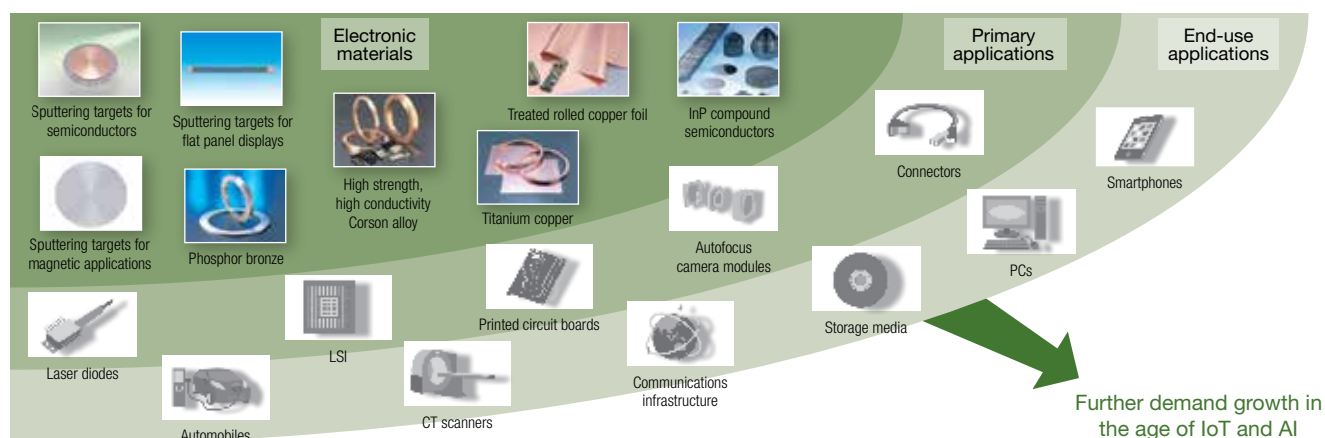 Electronic
materials
Primary
applications
End-use
applications
Sputtering targets for
semiconductors
Sputtering targets for
flat panel displays
High strength,
high conductivity
Corson alloy
Treated rolled copper foil
InP compound
semiconductors
Titanium copper
Sputtering targets for
magnetic applications
Phosphor bronze
Autofocus
camera modules
Connectors
Smartphones
PCs
Storage media
Printed circuit boards
LSI
Laser diodes
Communications
infrastructure
CT scanners
Automobiles
Further demand growth in
the age of IoT and AI